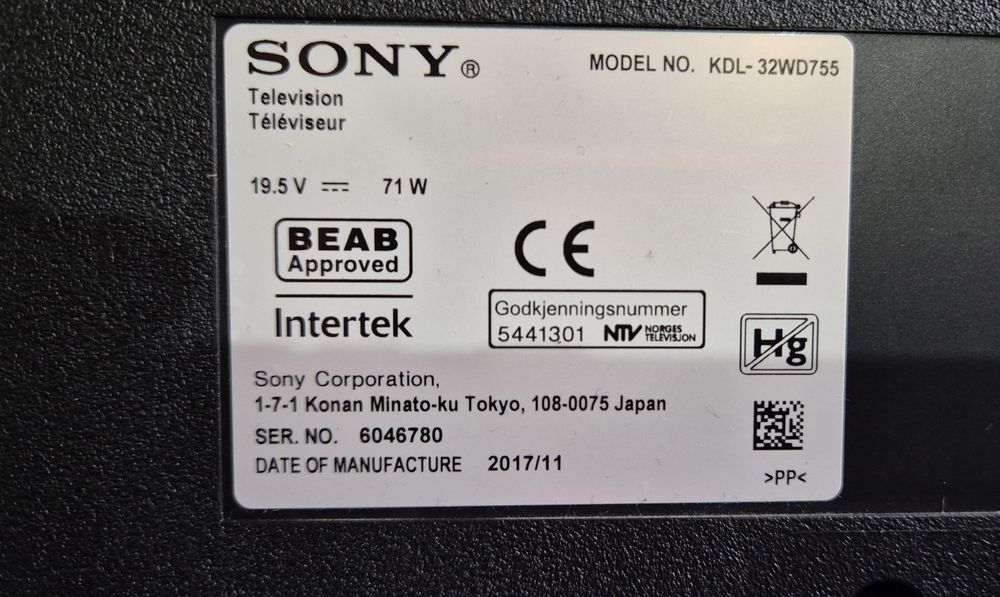 SONY®
MODEL NO. KDL-32WD755
Television
Téléviseur
19.5 V ⎓ 71 W
BEAB
Approved
Intertek
CE
Godkjenningsnummer
5441301 NTV NORGES
TELEVISJON
Hg
Sony Corporation,
1-7-1 Konan Minato-ku Tokyo, 108-0075 Japan
SER. NO. 6046780
DATE OF MANUFACTURE 2017/11
>PP<